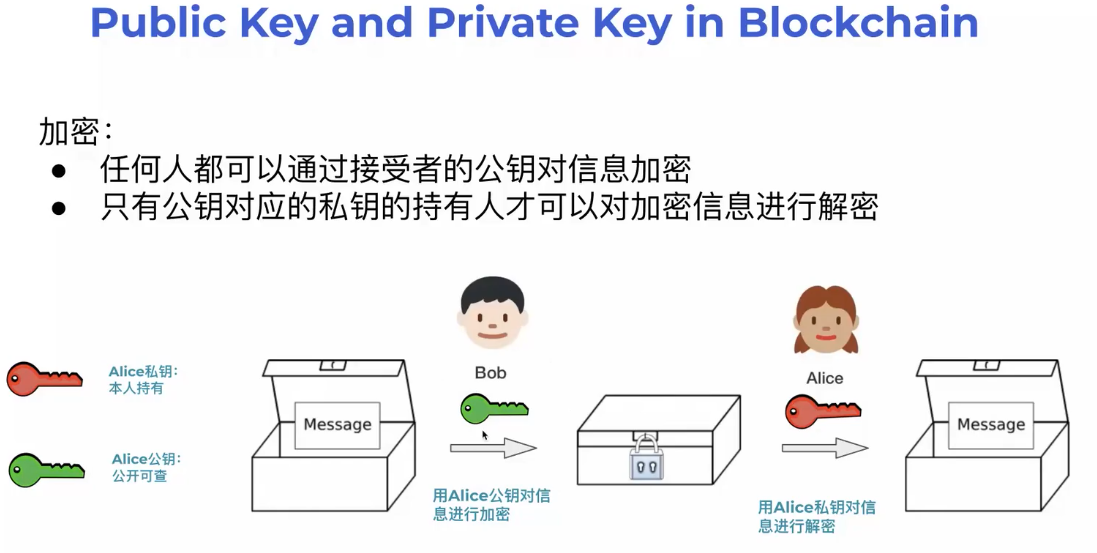 Public Key and Private Key in Blockchain
加密：
● 任何人都可以通过接受者的公钥对信息加密
● 只有公钥对应的私钥的持有人才可以对加密信息进行解密
Alice私钥：
本人持有
Alice公钥：
公开可查
Message
Bob
用Alice公钥对信
息进行加密
Alice
用Alice私钥对信
息进行解密
Message